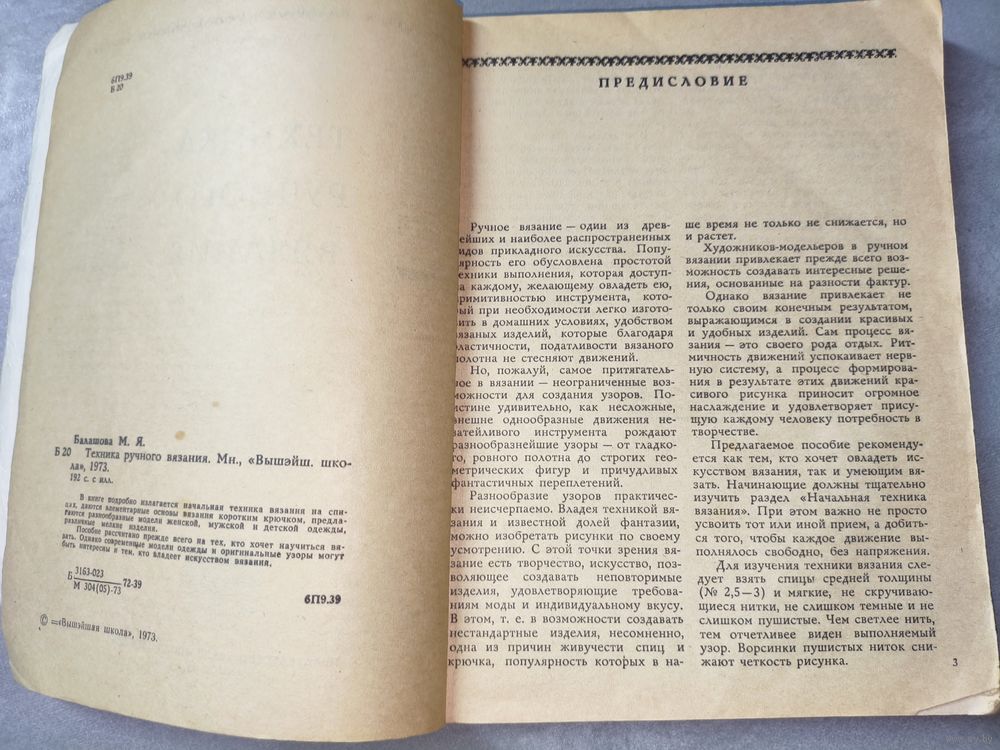 6П9.39
Б 20
Балашова М. Я.
Б 20 Техника ручного вязания. Мн., «Вышэйш. шко-
ла», 1973.
192 с. с илл.
В книге подробно излагается начальная техника вязания на спи-
цах, даются элементарные основы вязания коротким крючком, предла-
гаются разнообразные модели женской, мужской и детской одежды,
различные мелкие изделия.
Пособие рассчитано прежде всего на тех, кто хочет научиться вя-
зать. Однако современные модели одежды и оригинальные узоры могут
быть интересны и тем, кто владеет искусством вязания.
Б 3163-023
М 304(05)-73 72-39
6П9.39
© «Вышэйшая школа», 1973.
ПРЕДИСЛОВИЕ
Ручное вязание — один из древ-
нейших и наиболее распространенных
видов прикладного искусства. Попу-
лярность его обусловлена простотой
техники выполнения, которая доступ-
на каждому, желающему овладеть ею,
примитивностью инструмента, кото-
рый при необходимости легко изгото-
вить в домашних условиях, удобством
вязаных изделий, которые благодаря
эластичности, податливости вязаного
полотна не стесняют движений.
Но, пожалуй, самое притягатель-
ное в вязании — неограниченные воз-
можности для создания узоров. По-
истине удивительно, как несложные,
внешне однообразные движения не-
затейливого инструмента рождают
разнообразнейшие узоры — от гладко-
го, ровного полотна до строгих гео-
метрических фигур и причудливых
фантастичных переплетений.
Разнообразие узоров практичес-
ки неисчерпаемо. Владея техникой вя-
зания и известной долей фантазии,
можно изобретать рисунки по своему
усмотрению. С этой точки зрения вя-
зание есть творчество, искусство, поз-
воляющее создавать неповторимые
изделия, удовлетворяющие требова-
ниям моды и индивидуальному вкусу.
В этом, т. е. в возможности создавать
нестандартные изделия, несомненно,
одна из причин живучести спиц и
крючка, популярность которых в на-
ше время не только не снижается, но
и растет.
Художников-модельеров в ручном
вязании привлекает прежде всего воз-
можность создавать интересные реше-
ния, основанные на разности фактур.
Однако вязание привлекает не
только своим конечным результатом,
выражающимся в создании красивых
и удобных изделий. Сам процесс вя-
зания — это своего рода отдых. Рит-
мичность движений успокаивает нерв-
ную систему, а процесс формирова-
ния в результате этих движений кра-
сивого рисунка приносит огромное
наслаждение и удовлетворяет прису-
щую каждому человеку потребность в
творчестве.
Предлагаемое пособие рекоменду-
ется как тем, кто хочет овладеть ис-
кусством вязания, так и умеющим вя-
зать. Начинающие должны тщательно
изучить раздел «Начальная техника
вязания». При этом важно не просто
усвоить тот или иной прием, а добить-
ся того, чтобы каждое движение вы-
полнялось свободно, без напряжения.
Для изучения техники вязания сле-
дует взять спицы средней толщины
(№ 2,5—3) и мягкие, не скручиваю-
щиеся нитки, не слишком темные и не
слишком пушистые. Чем светлее нить,
тем отчетливее виден выполняемый
узор. Ворсинки пушистых ниток сни-
жают четкость рисунка.
3